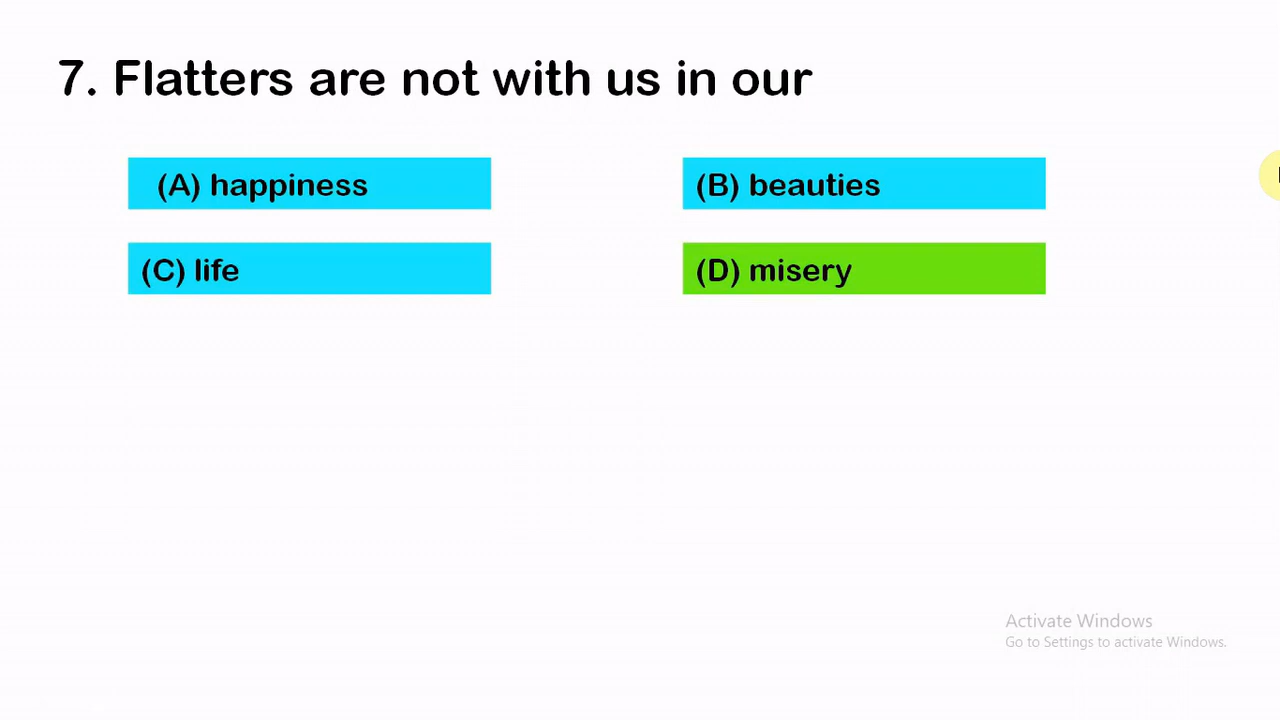 7. Flatters are not with us in our
(A) happiness
(B) beauties
(C) life
(D) misery
Activate Windows
Go to Settings to activate Windows.